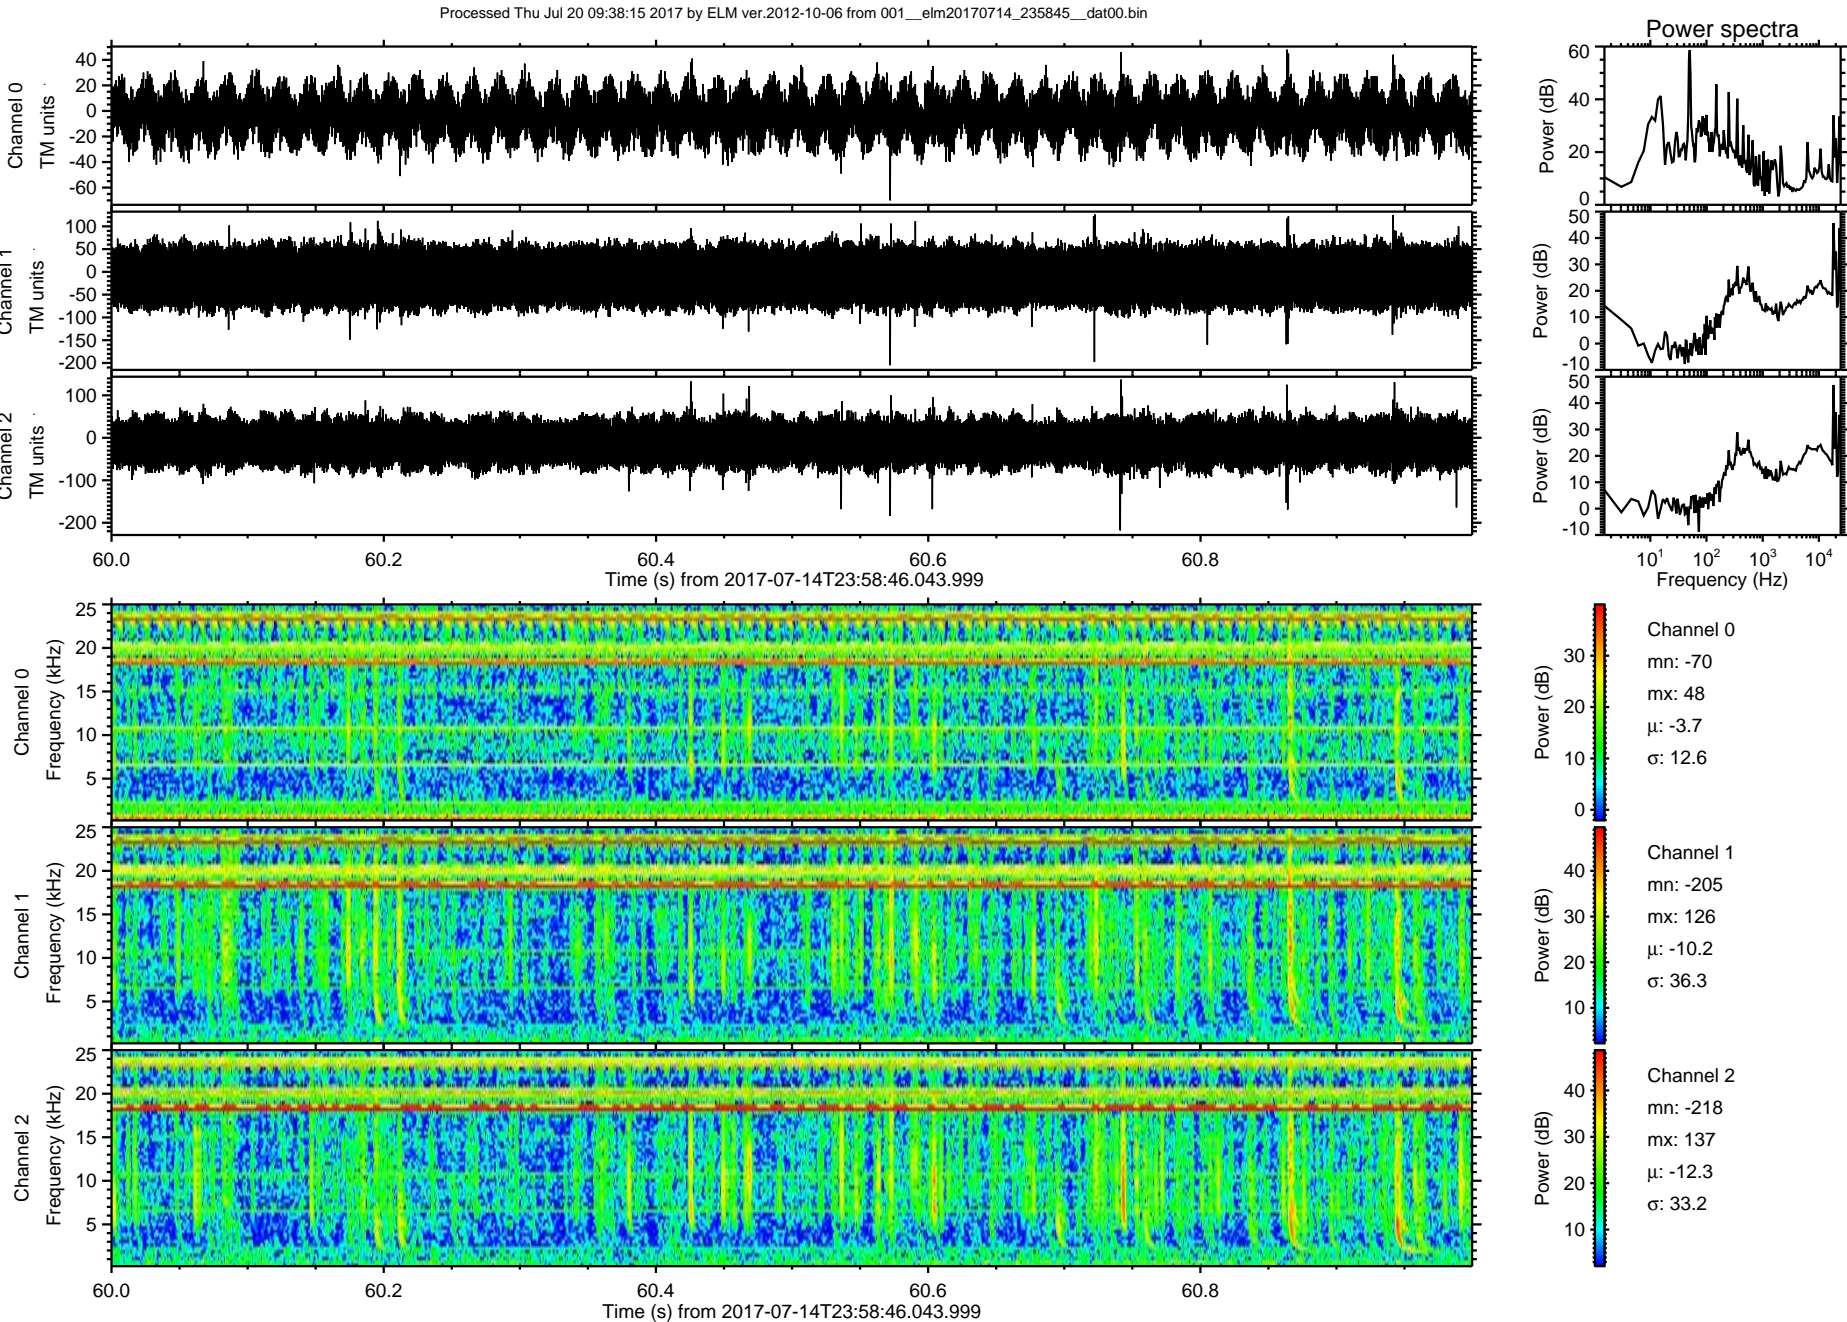 Processed Thu Jul 20 09:38:15 2017 by ELM ver.2012-10-06 from 001__elm20170714_235845__dat00.bin
Power spectra
Channel 0
TM units
40
20
0
-20
-40
-60
Power (dB)
60
40
20
0
Channel 1
TM units
100
50
0
-50
-100
-150
-200
Power (dB)
50
40
30
20
10
0
-10
Channel 2
TM units
100
0
-100
-200
Power (dB)
50
40
30
20
10
0
-10
60.0 60.2 60.4 60.6 60.8
Time (s) from 2017-07-14T23:58:46.043.999
10^1 10^2 10^3 10^4
Frequency (Hz)
Channel 0
Frequency (kHz)
25
20
15
10
5
Power (dB)
30
20
10
0
Channel 0
mn: -70
mx: 48
μ: -3.7
σ: 12.6
Channel 1
Frequency (kHz)
25
20
15
10
5
Power (dB)
40
30
20
10
Channel 1
mn: -205
mx: 126
μ: -10.2
σ: 36.3
Channel 2
Frequency (kHz)
25
20
15
10
5
Power (dB)
40
30
20
10
Channel 2
mn: -218
mx: 137
μ: -12.3
σ: 33.2
60.0 60.2 60.4 60.6 60.8
Time (s) from 2017-07-14T23:58:46.043.999